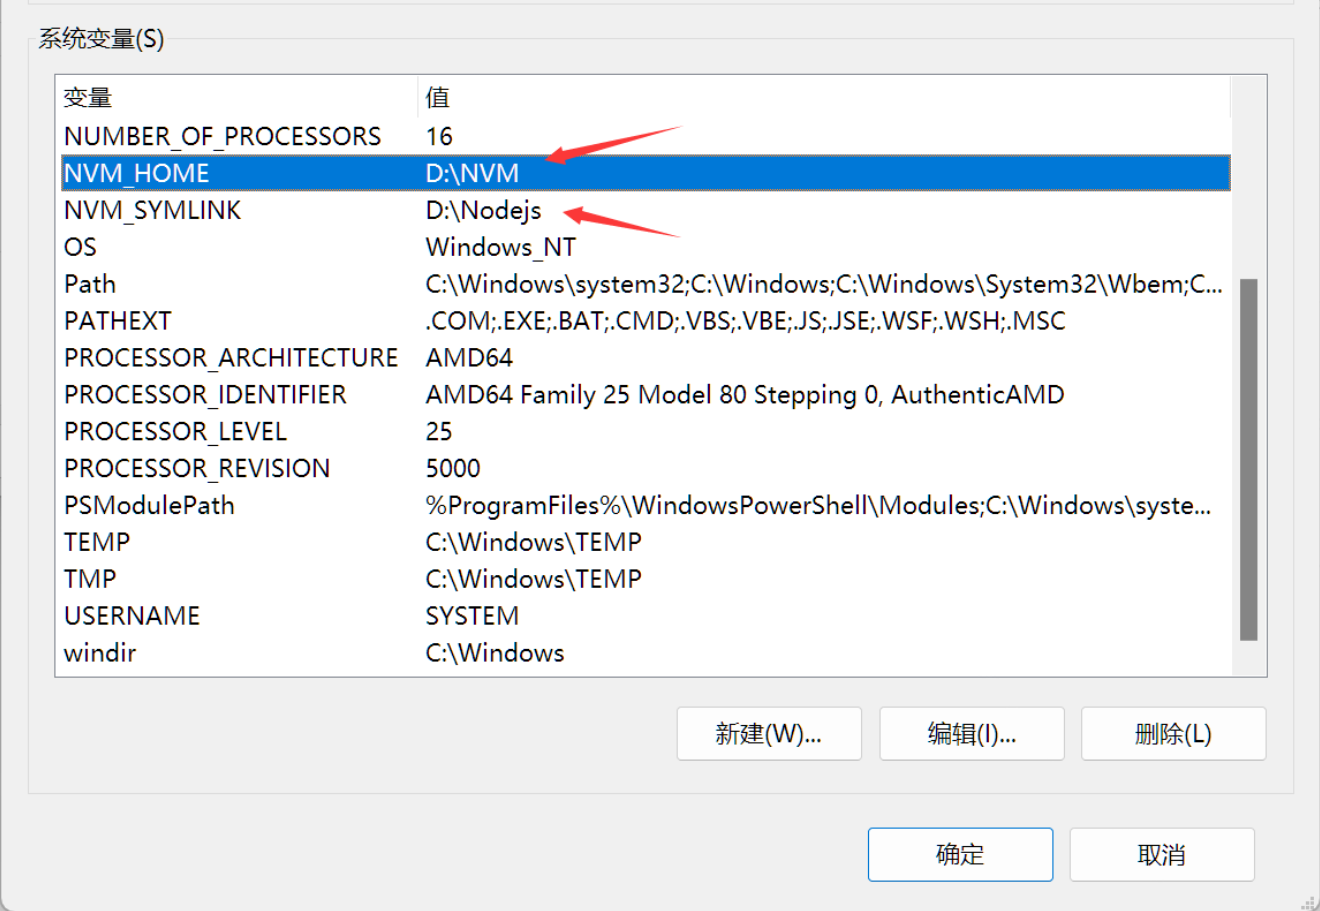 系统变量(S)
变量 值
NUMBER_OF_PROCESSORS 16
NVM_HOME D:\NVM
NVM_SYMLINK D:\Nodejs
OS Windows_NT
Path C:\Windows\system32;C:\Windows;C:\Windows\System32\Wbem;C...
PATHEXT .COM;.EXE;.BAT;.CMD;.VBS;.VBE;.JS;.JSE;.WSF;.WSH;.MSC
PROCESSOR_ARCHITECTURE AMD64
PROCESSOR_IDENTIFIER AMD64 Family 25 Model 80 Stepping 0, AuthenticAMD
PROCESSOR_LEVEL 25
PROCESSOR_REVISION 5000
PSModulePath %ProgramFiles%\WindowsPowerShell\Modules;C:\Windows\syste...
TEMP C:\Windows\TEMP
TMP C:\Windows\TEMP
USERNAME SYSTEM
windir C:\Windows
新建(W)... 编辑(I)... 删除(L)
确定 取消